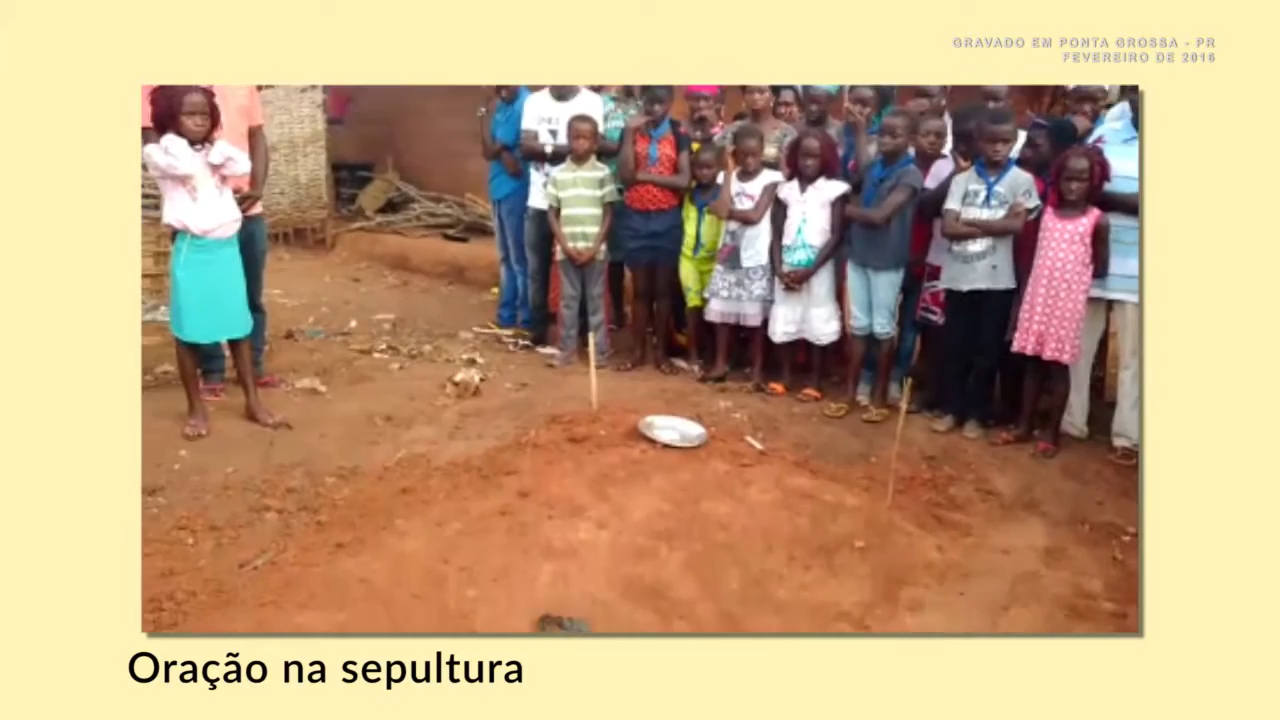 GRAVADO EM PONTA GROSSA - PR
FEVEREIRO DE 2016
Oração na sepultura